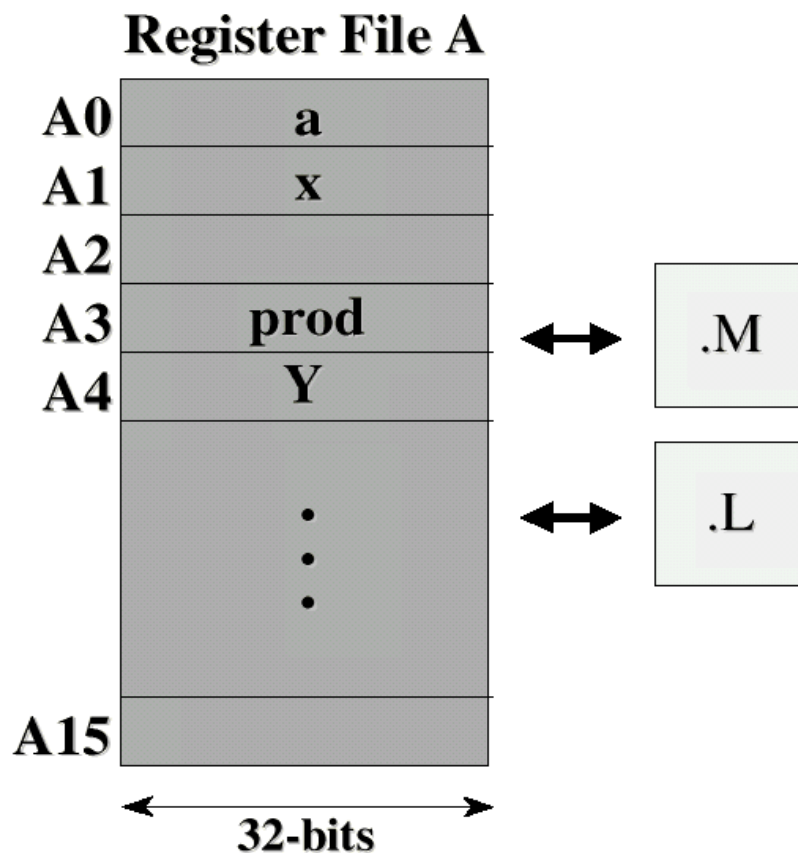 Register File A
A0 a
A1 x
A2
A3 prod
A4 Y
.M
.L
A15
32-bits